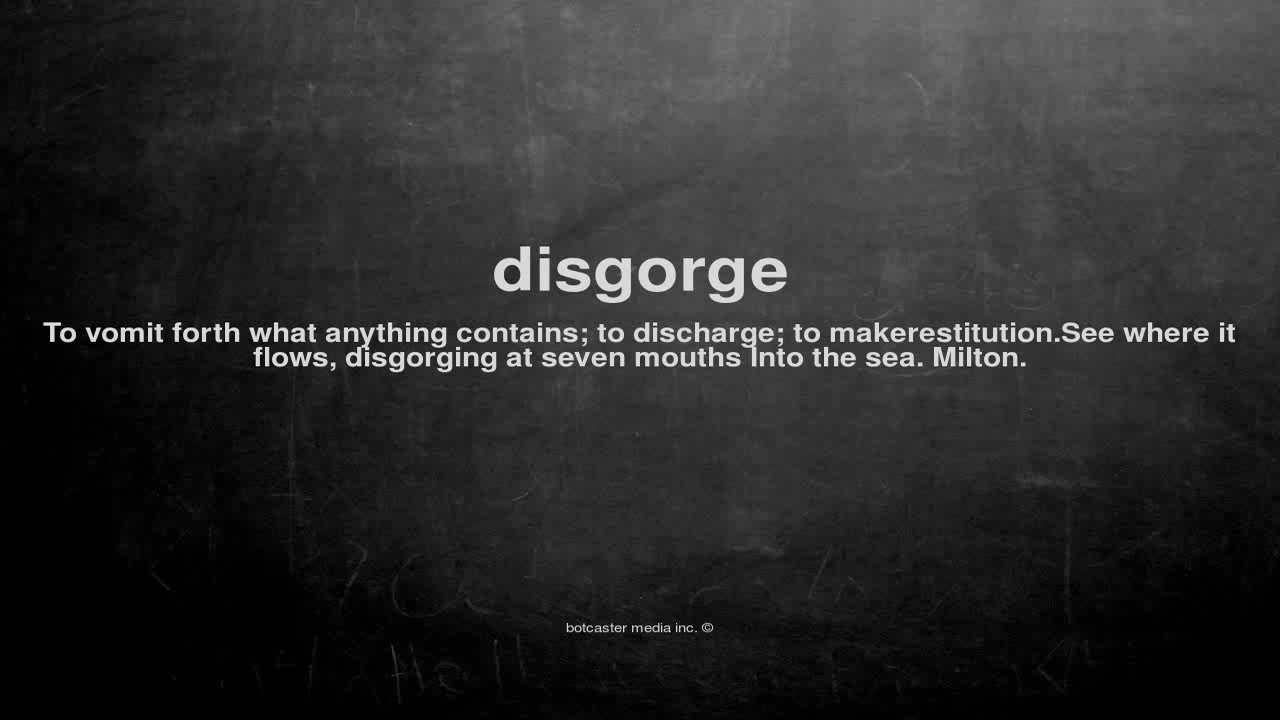 disgorge
To vomit forth what anything contains; to discharge; to makerestitution.See where it
flows, disgorging at seven mouths Into the sea. Milton.
botcaster media inc. ©